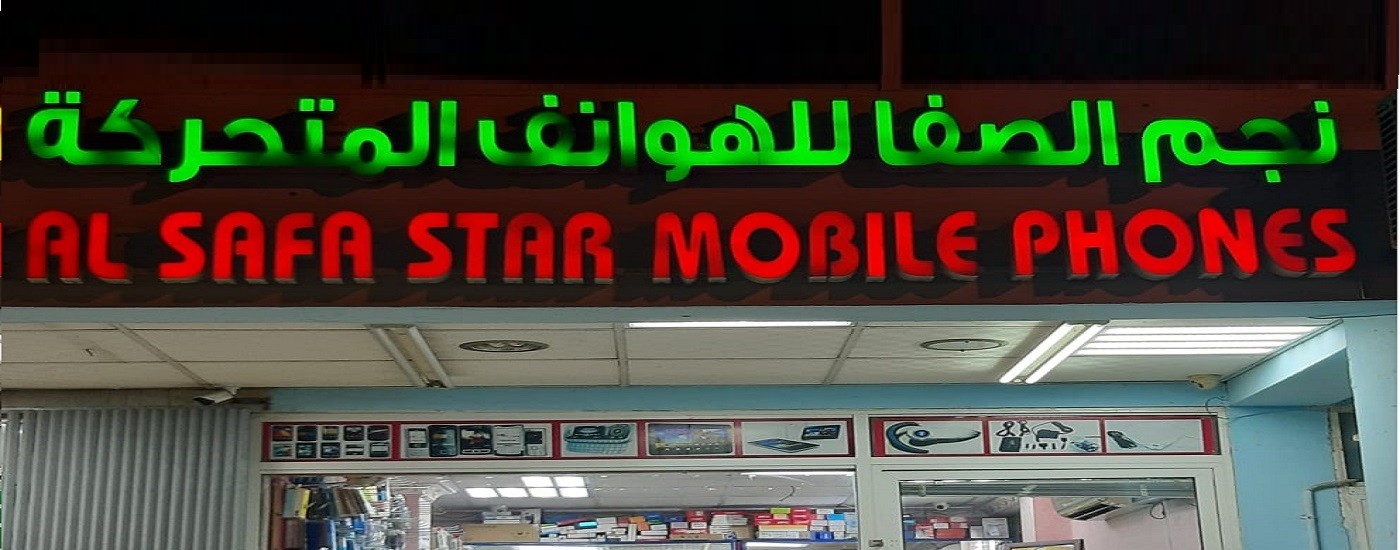 نجم الصفا للهواتف المتحركة
AL SAFA STAR MOBILE PHONES